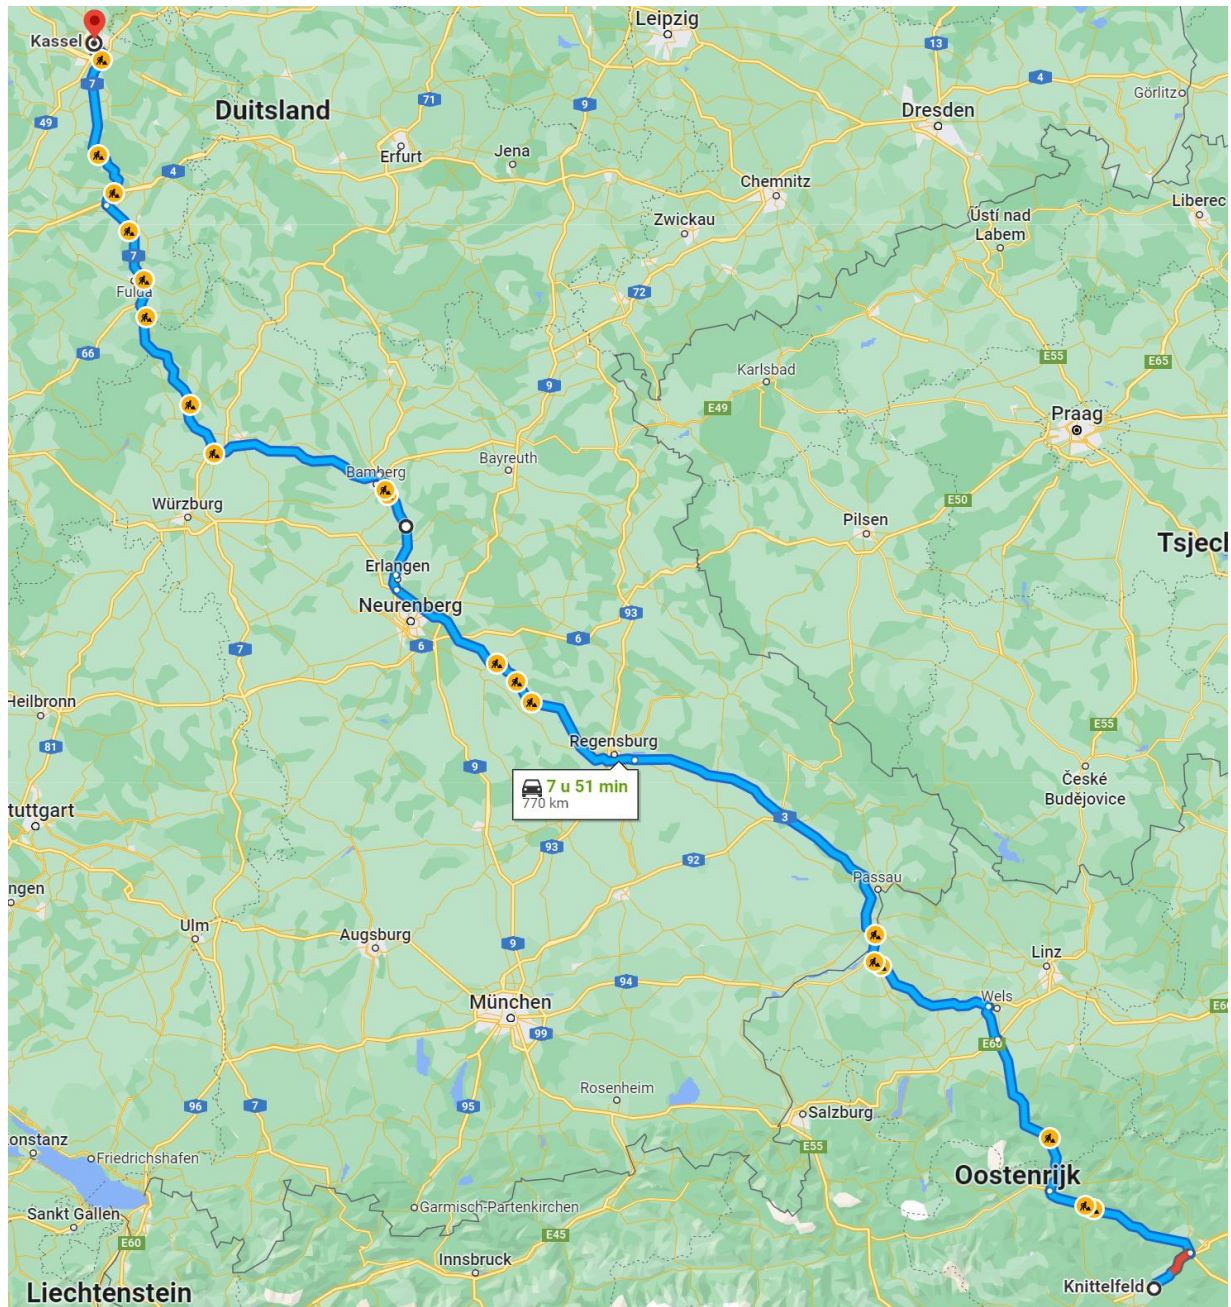 Leipzig
Kassel
13
7
4
Görlitz
Duitsland
71
9
Dresden
49
Erfurt
Jena
4
Chemnitz
Liberec
Zwickau
Ústí nad
Labem
7
Fulda
72
66
E55
E65
9
Karlsbad
E49
Praag
Bamberg
Bayreuth
Würzburg
E50
Pilsen
Tsjech
Erlangen
Neurenberg
93
7
6
6
Heilbronn
81
Regensburg
E55
9
7 u 51 min
770 km
České
Budějovice
tuttgart
3
93
92
ngen
Passau
Ulm
Augsburg
9
Linz
94
München
Wels
E60
99
E60
Rosenheim
96
7
95
Salzburg
onstanz
Friedrichshafen
E55
Oostenrijk
Sankt Gallen
Garmisch-Partenkirchen
E60
E45
Innsbruck
Liechtenstein
Knittelfeld